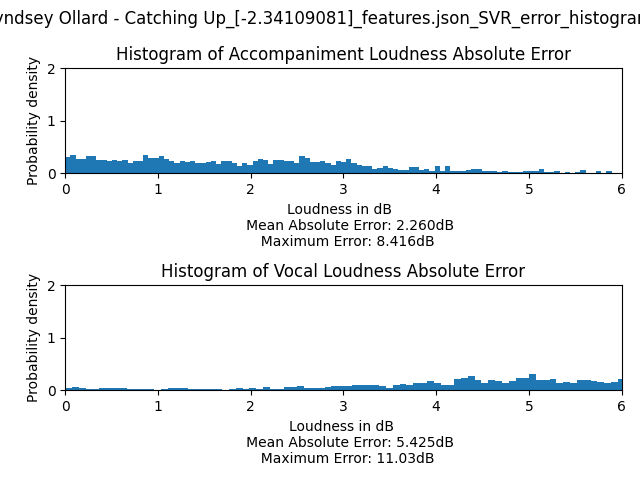 yndsey Ollard - Catching Up_[-2.34109081]_features.json_SVR_error_histogran
Histogram of Accompaniment Loudness Absolute Error
Probability density
2
1
0
0 1 2 3 4 5 6
Loudness in dB
Mean Absolute Error: 2.260dB
Maximum Error: 8.416dB
Histogram of Vocal Loudness Absolute Error
Probability density
2
1
0
0 1 2 3 4 5 6
Loudness in dB
Mean Absolute Error: 5.425dB
Maximum Error: 11.03dB